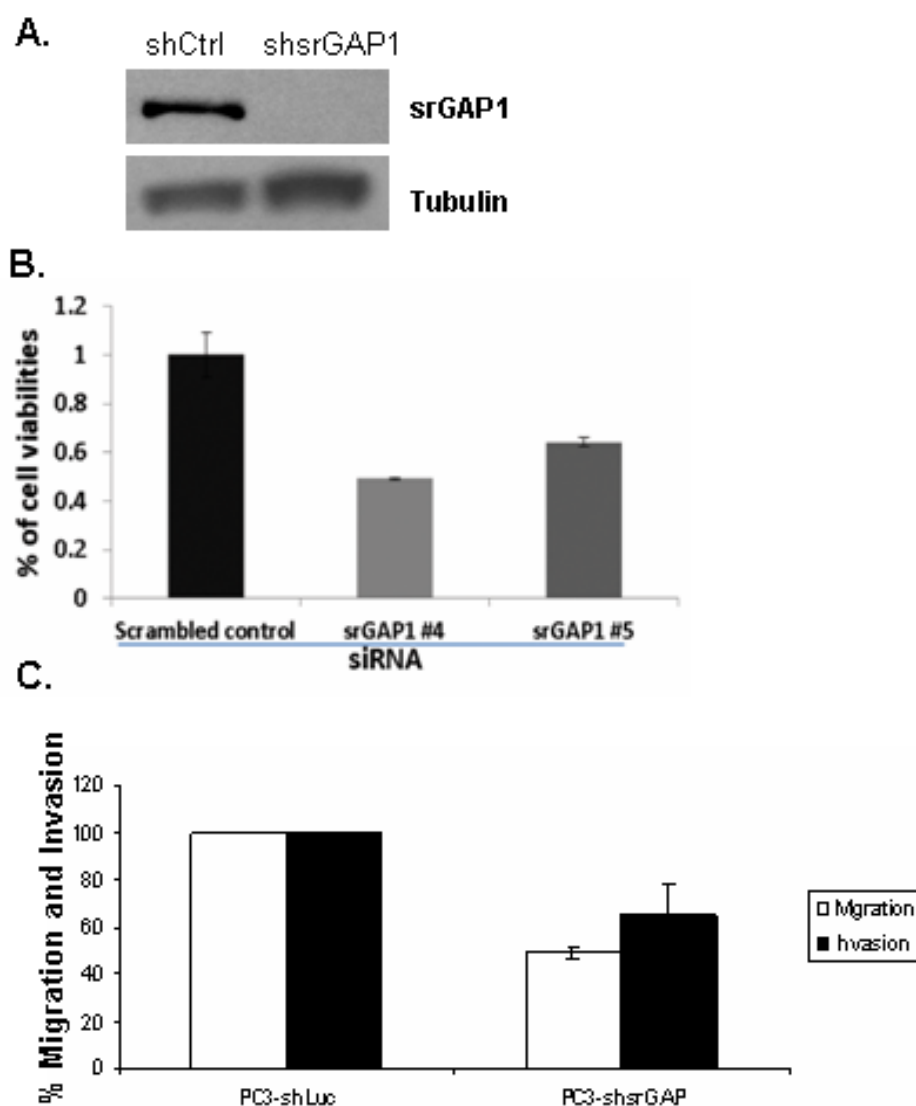 A.
shCtrl shsrGAP1
srGAP1
Tubulin
B.
% of cell viabilities
1.2
1
0.8
0.6
0.4
0.2
0
Scrambled control srGAP1 #4 srGAP1 #5
siRNA
C.
% Migration and Invasion
120
100
80
60
40
20
0
PC3-shLuc PC3-shsrGAP
Mgration
hvasion